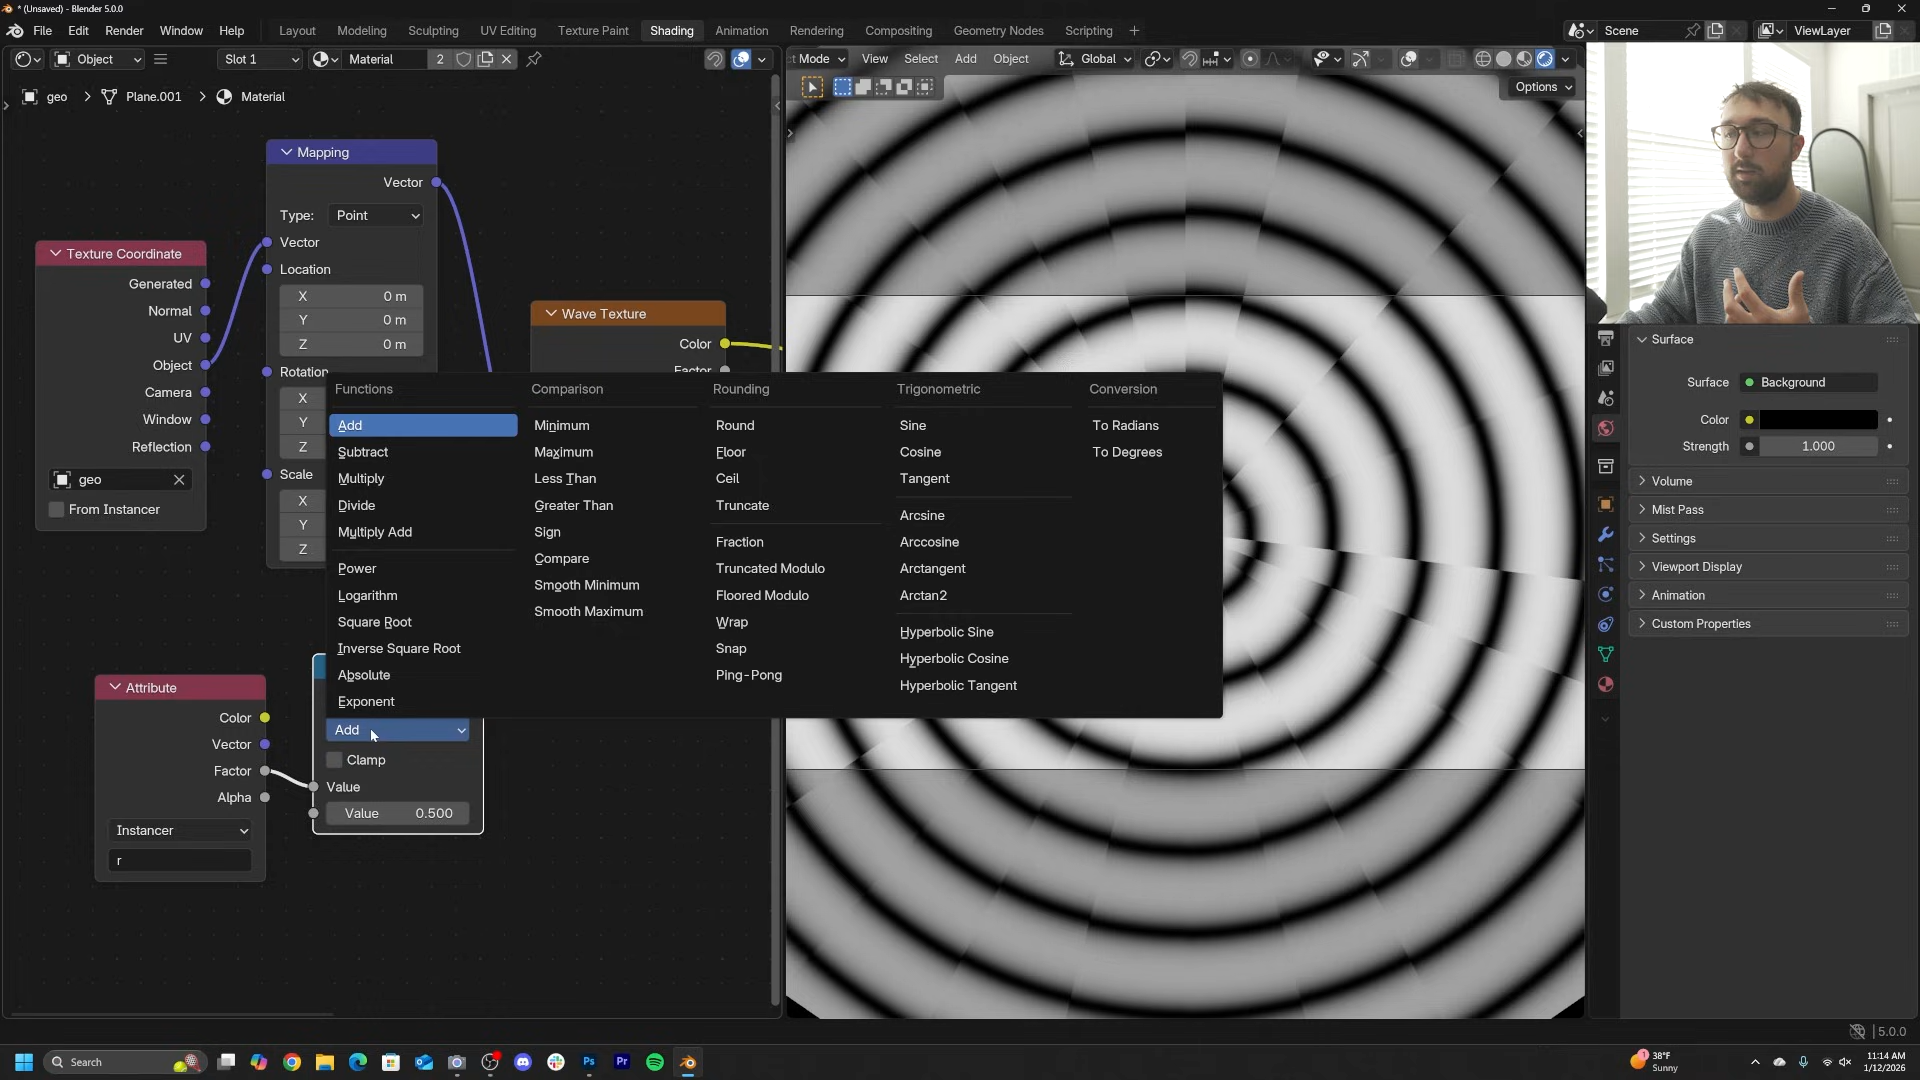 * (Unsaved) - Blender 5.0.0
File Edit Render Window Help Layout Modeling Sculpting UV Editing Texture Paint Shading Animation Rendering Compositing Geometry Nodes Scripting Scene ViewLayer
Object Slot 1 Material 2
ct Mode View Select Add Object Global
Options
geo Plane.001 Material
Mapping
Vector
Type: Point
Vector
Location
X 0 m
Y 0 m
Z 0 m
Rotation
X
Y
Z
Scale
X
Y
Z
Texture Coordinate
Generated
Normal
UV
Object
Camera
Window
Reflection
geo
From Instancer
Wave Texture
Color
Factor
Functions
Add
Subtract
Multiply
Divide
Multiply Add
Power
Logarithm
Square Root
Inverse Square Root
Absolute
Exponent
Comparison
Minimum
Maximum
Less Than
Greater Than
Sign
Compare
Smooth Minimum
Smooth Maximum
Rounding
Round
Floor
Ceil
Truncate
Fraction
Truncated Modulo
Floored Modulo
Wrap
Snap
Ping-Pong
Trigonometric
Sine
Cosine
Tangent
Arcsine
Arccosine
Arctangent
Arctan2
Hyperbolic Sine
Hyperbolic Cosine
Hyperbolic Tangent
Conversion
To Radians
To Degrees
Attribute
Color
Vector
Factor
Alpha
Instancer
r
Add
Clamp
Value
Value 0.500
Surface
Surface Background
Color
Strength 1.000
Volume
Mist Pass
Settings
Viewport Display
Animation
Custom Properties
5.0.0
Search
Ps
Pr
1
38°F
Sunny
11:14 AM
1/12/2026